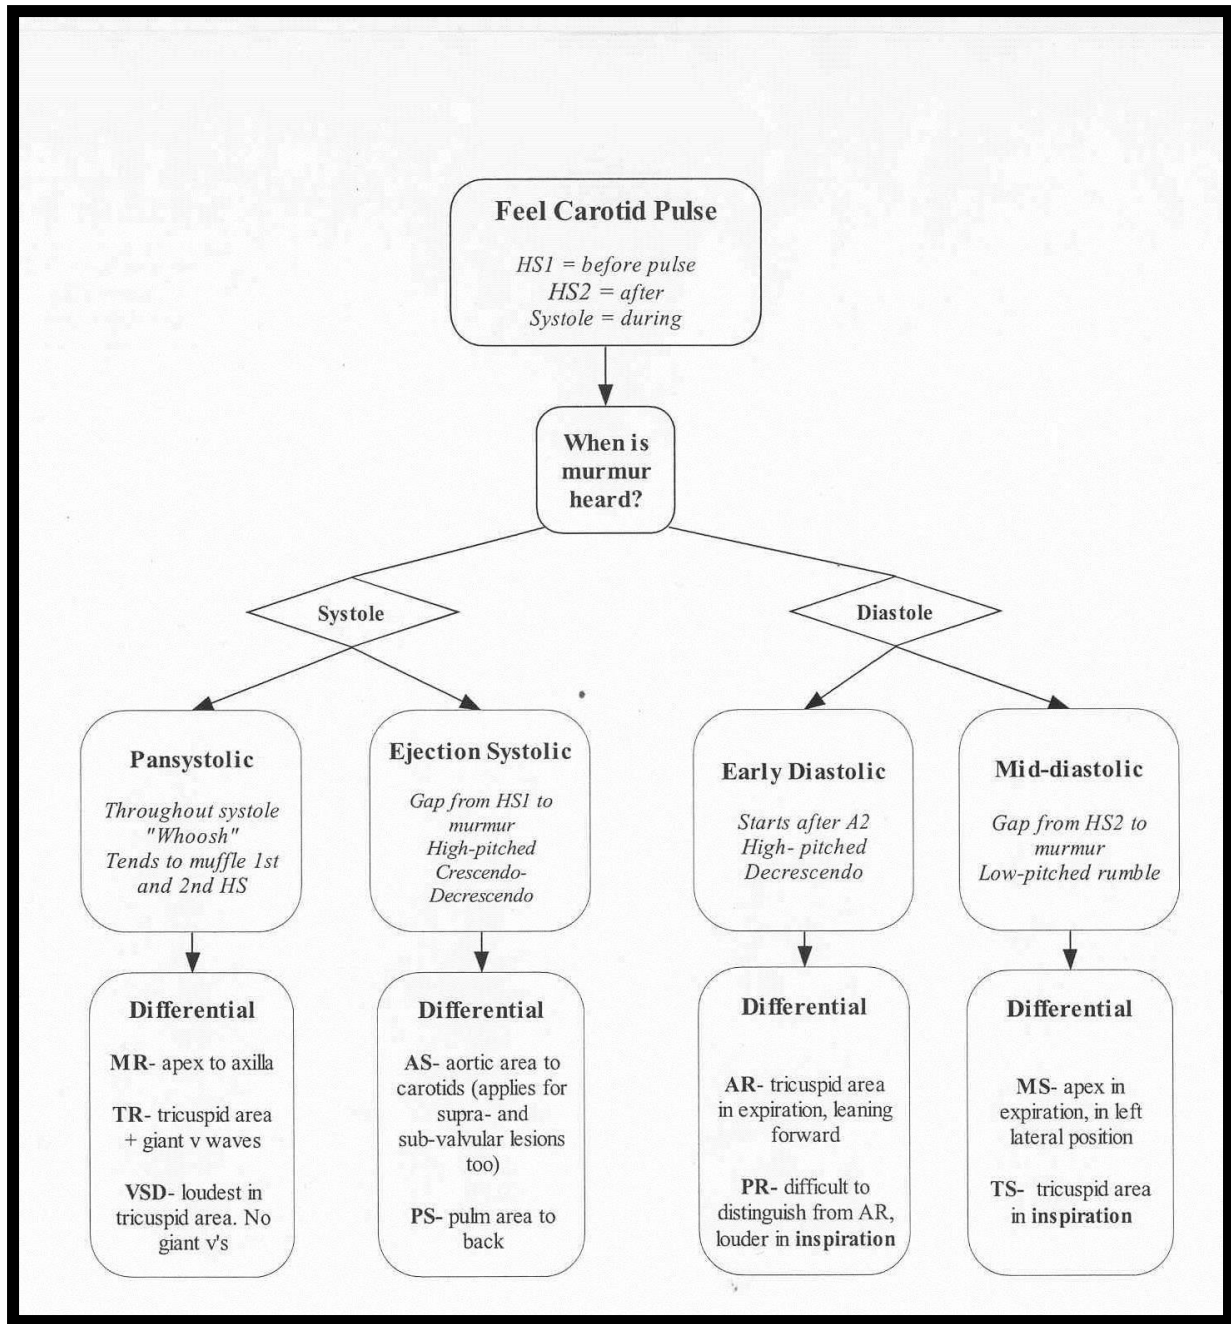 Feel Carotid Pulse
HS1 = before pulse
HS2 = after
Systole = during
When is
murmur
heard?
Systole
Diastole
Pansystolic
Throughout systole
"Whoosh"
Tends to muffle 1st
and 2nd HS
Ejection Systolic
Gap from HS1 to
murmur
High-pitched
Crescendo-
Decrescendo
Early Diastolic
Starts after A2
High- pitched
Decrescendo
Mid-diastolic
Gap from HS2 to
murmur
Low-pitched rumble
Differential
MR- apex to axilla
TR- tricuspid area
+ giant v waves
VSD- loudest in
tricuspid area. No
giant v's
Differential
AS- aortic area to
carotids (applies for
supra- and
sub-valvular lesions
too)
PS- pulm area to
back
Differential
AR- tricuspid area
in expiration, leaning
forward
PR- difficult to
distinguish from AR,
louder in inspiration
Differential
MS- apex in
expiration, in left
lateral position
TS- tricuspid area
in inspiration